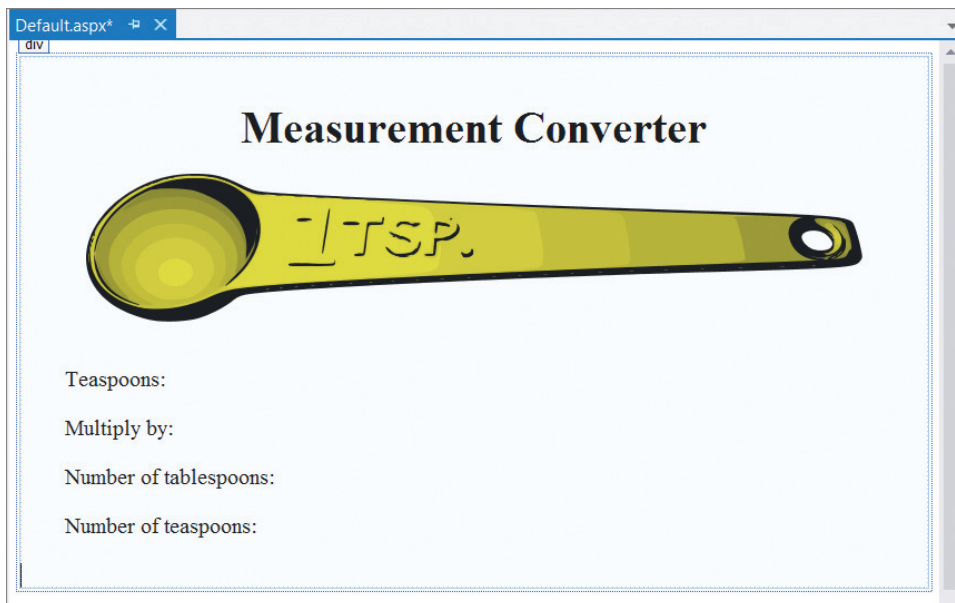 Default.aspx*
div
Measurement Converter
1 TSP.
Teaspoons:
Multiply by:
Number of tablespoons:
Number of teaspoons: